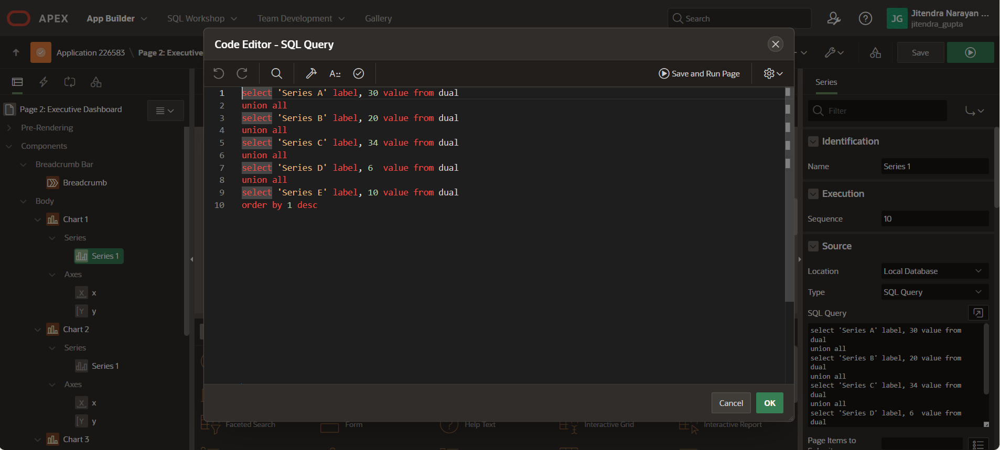 APEX
App Builder
SQL Workshop
Team Development
Gallery
Search
JG
Jitendra Narayan ...
jitendra_gupta
Application 226583 \ Page 2: Executive
Save
Code Editor - SQL Query
Save and Run Page
1 select 'Series A' label, 30 value from dual
2 union all
3 select 'Series B' label, 20 value from dual
4 union all
5 select 'Series C' label, 34 value from dual
6 union all
7 select 'Series D' label, 6  value from dual
8 union all
9 select 'Series E' label, 10 value from dual
10 order by 1 desc
Cancel
OK
Page 2: Executive Dashboard
Pre-Rendering
Components
Breadcrumb Bar
Breadcrumb
Body
Chart 1
Series
Series 1
Axes
x
y
Chart 2
Series
Series 1
Axes
x
y
Chart 3
Faceted Search
Form
Help Text
Interactive Grid
Interactive Report
Series
Filter
Identification
Name Series 1
Execution
Sequence 10
Source
Location Local Database
Type SQL Query
SQL Query
select 'Series A' label, 30 value from
dual
union all
select 'Series B' label, 20 value from
dual
union all
select 'Series C' label, 34 value from
dual
union all
select 'Series D' label, 6  value from
dual
Page Items to